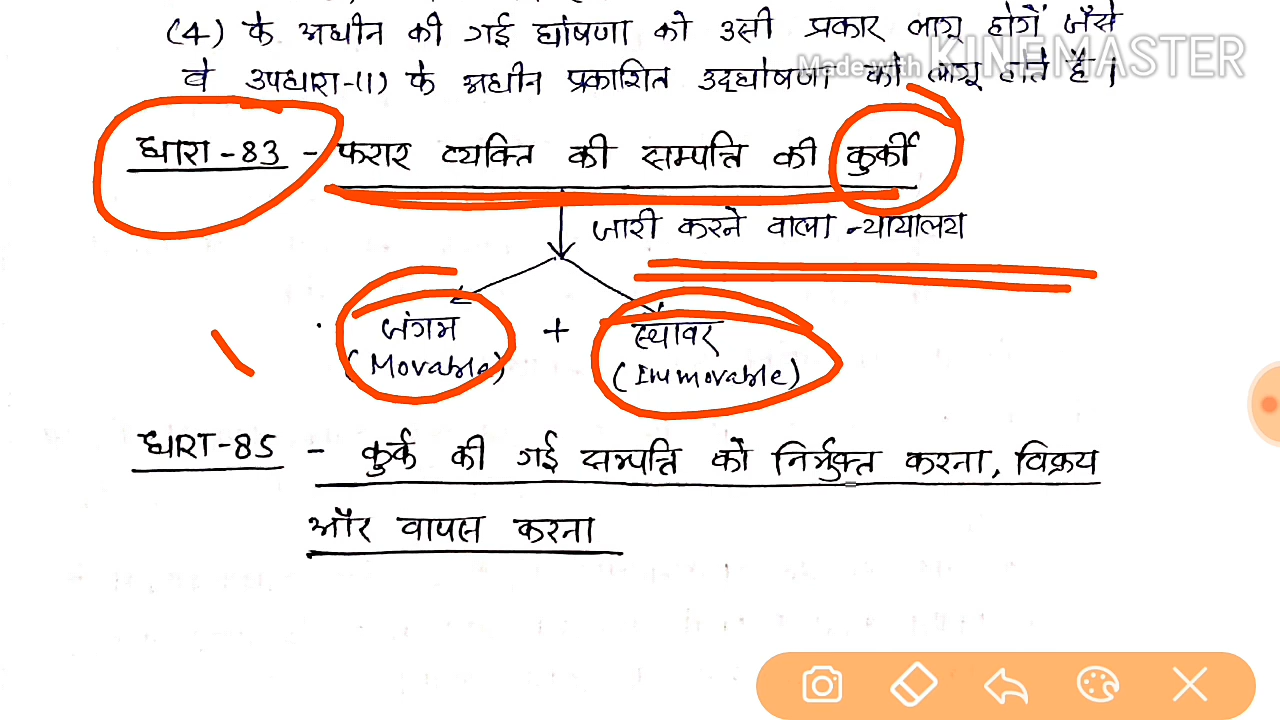 (4) के अधीन की गई घोषणा को उसी प्रकार लागू होगें जैसे
वे उपधारा-(1) के अधीन प्रकाशित उद्घोषणा को लागू होते है।
Made with KINEMASTER
धारा-83 - फरार व्यक्ति की सम्पत्ति की कुर्की
जारी करने वाला न्यायालय
जंगम + स्थावर
(Movable) (Immovable)
धारा-85 - कुर्क की गई सम्पत्ति को निर्मुक्त करना, विक्रय
और वापस करना